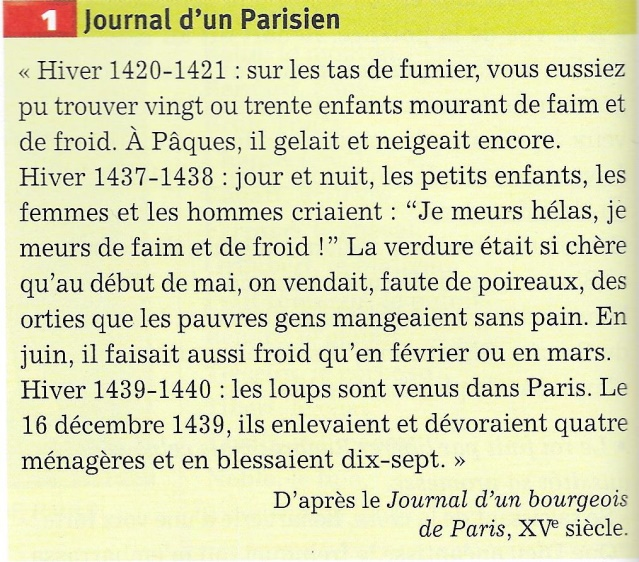 1 Journal d'un Parisien
« Hiver 1420-1421 : sur les tas de fumier, vous eussiez
pu trouver vingt ou trente enfants mourant de faim et
de froid. À Pâques, il gelait et neigeait encore.
Hiver 1437-1438 : jour et nuit, les petits enfants, les
femmes et les hommes criaient : “Je meurs hélas, je
meurs de faim et de froid !” La verdure était si chère
qu'au début de mai, on vendait, faute de poireaux, des
orties que les pauvres gens mangeaient sans pain. En
juin, il faisait aussi froid qu'en février ou en mars.
Hiver 1439-1440 : les loups sont venus dans Paris. Le
16 décembre 1439, ils enlevaient et dévoraient quatre
ménagères et en blessaient dix-sept. »
D'après le Journal d'un bourgeois
de Paris, XVe siècle.